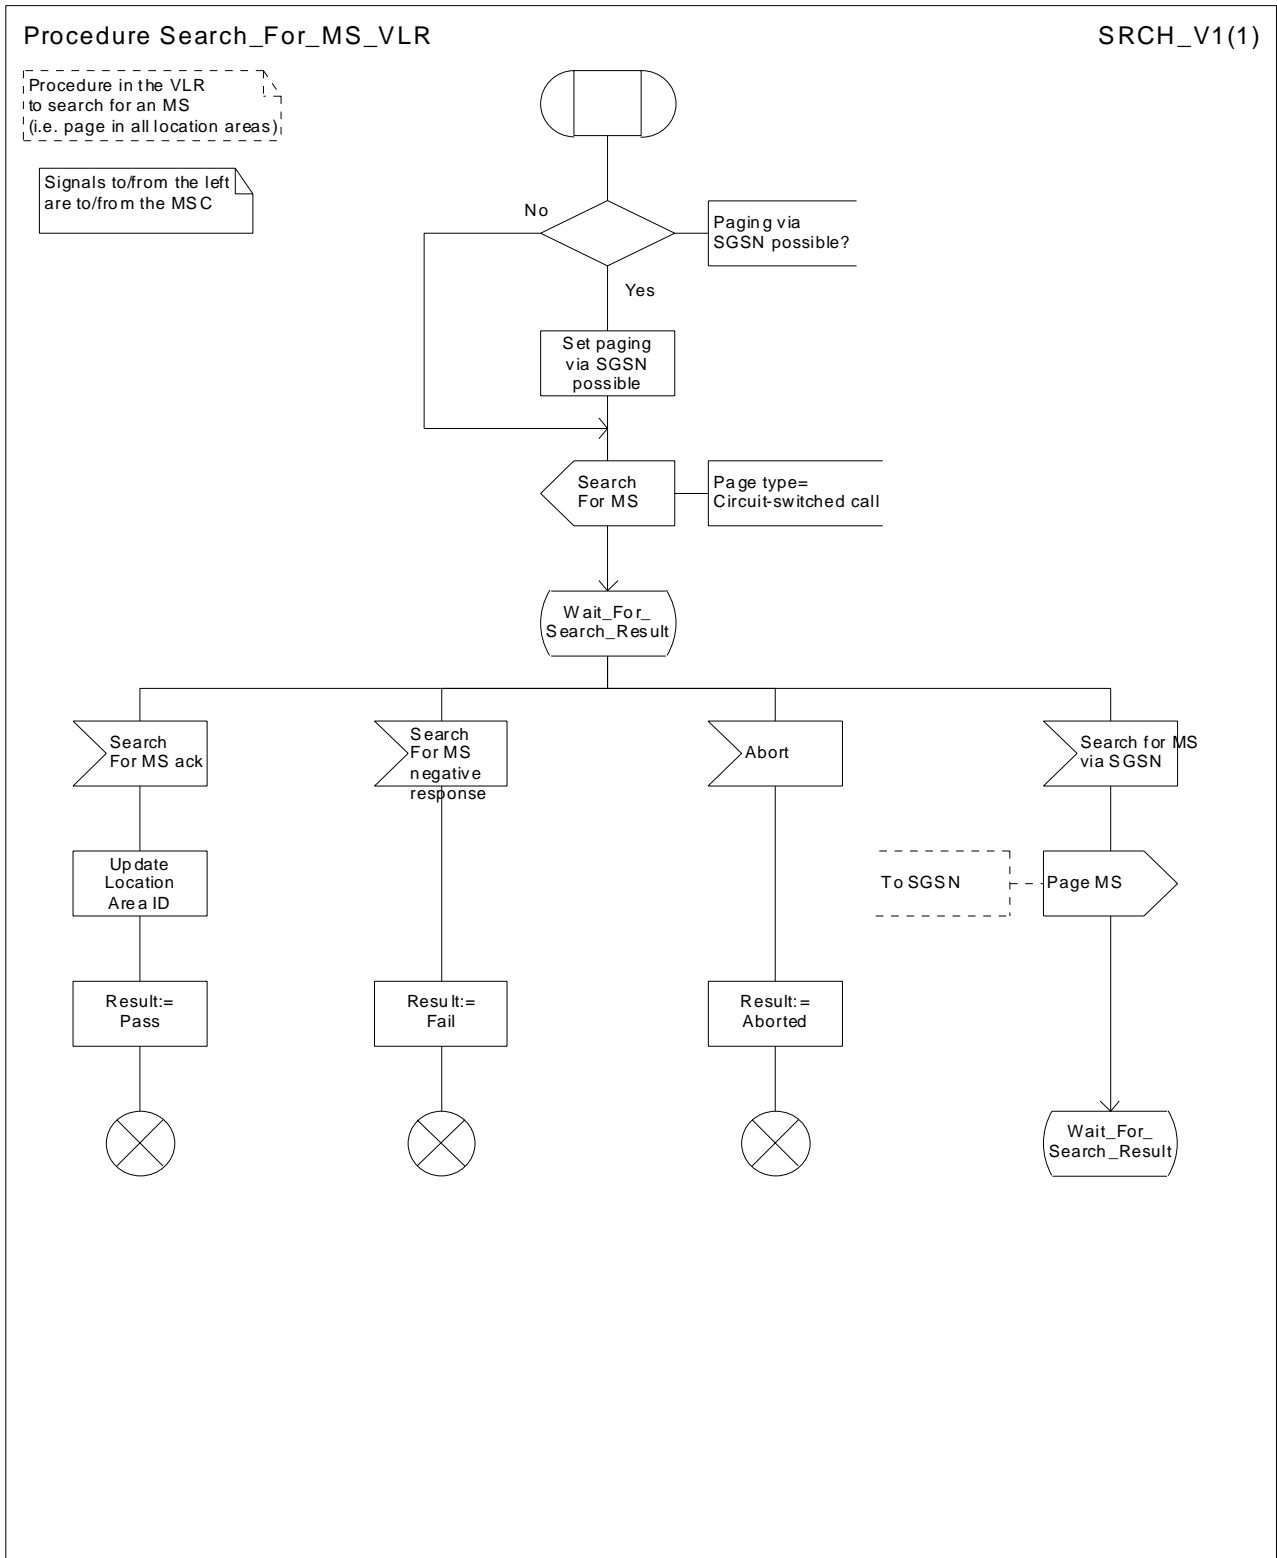 Procedure Search_For_MS_VLR
SRCH_V1(1)
Procedure in the VLR
to search for an MS
(i.e. page in all location areas)
Signals to/from the left
are to/from the MSC
No
Paging via
SGSN possible?
Yes
Set paging
via SGSN
possible
Search
For MS
Page type=
Circuit-switched call
Wait_For_
Search_Result
Search
For MS ack
Search
For MS
negative
response
Abort
Search for MS
via SGSN
Update
Location
Area ID
To SGSN
Page MS
Result:=
Pass
Result:=
Fail
Result:=
Aborted
Wait_For_
Search_Result